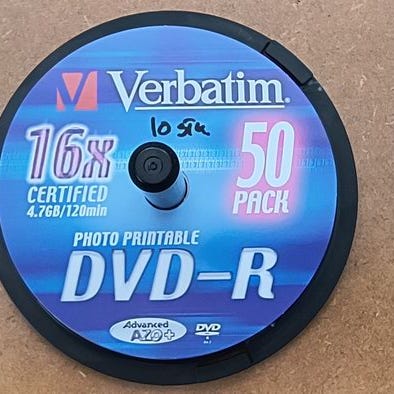 Verbatim.
10 stk
16x
CERTIFIED
4.7GB/120min
50
PACK
PHOTO PRINTABLE
DVD-R
Advanced
AZO+
DVD